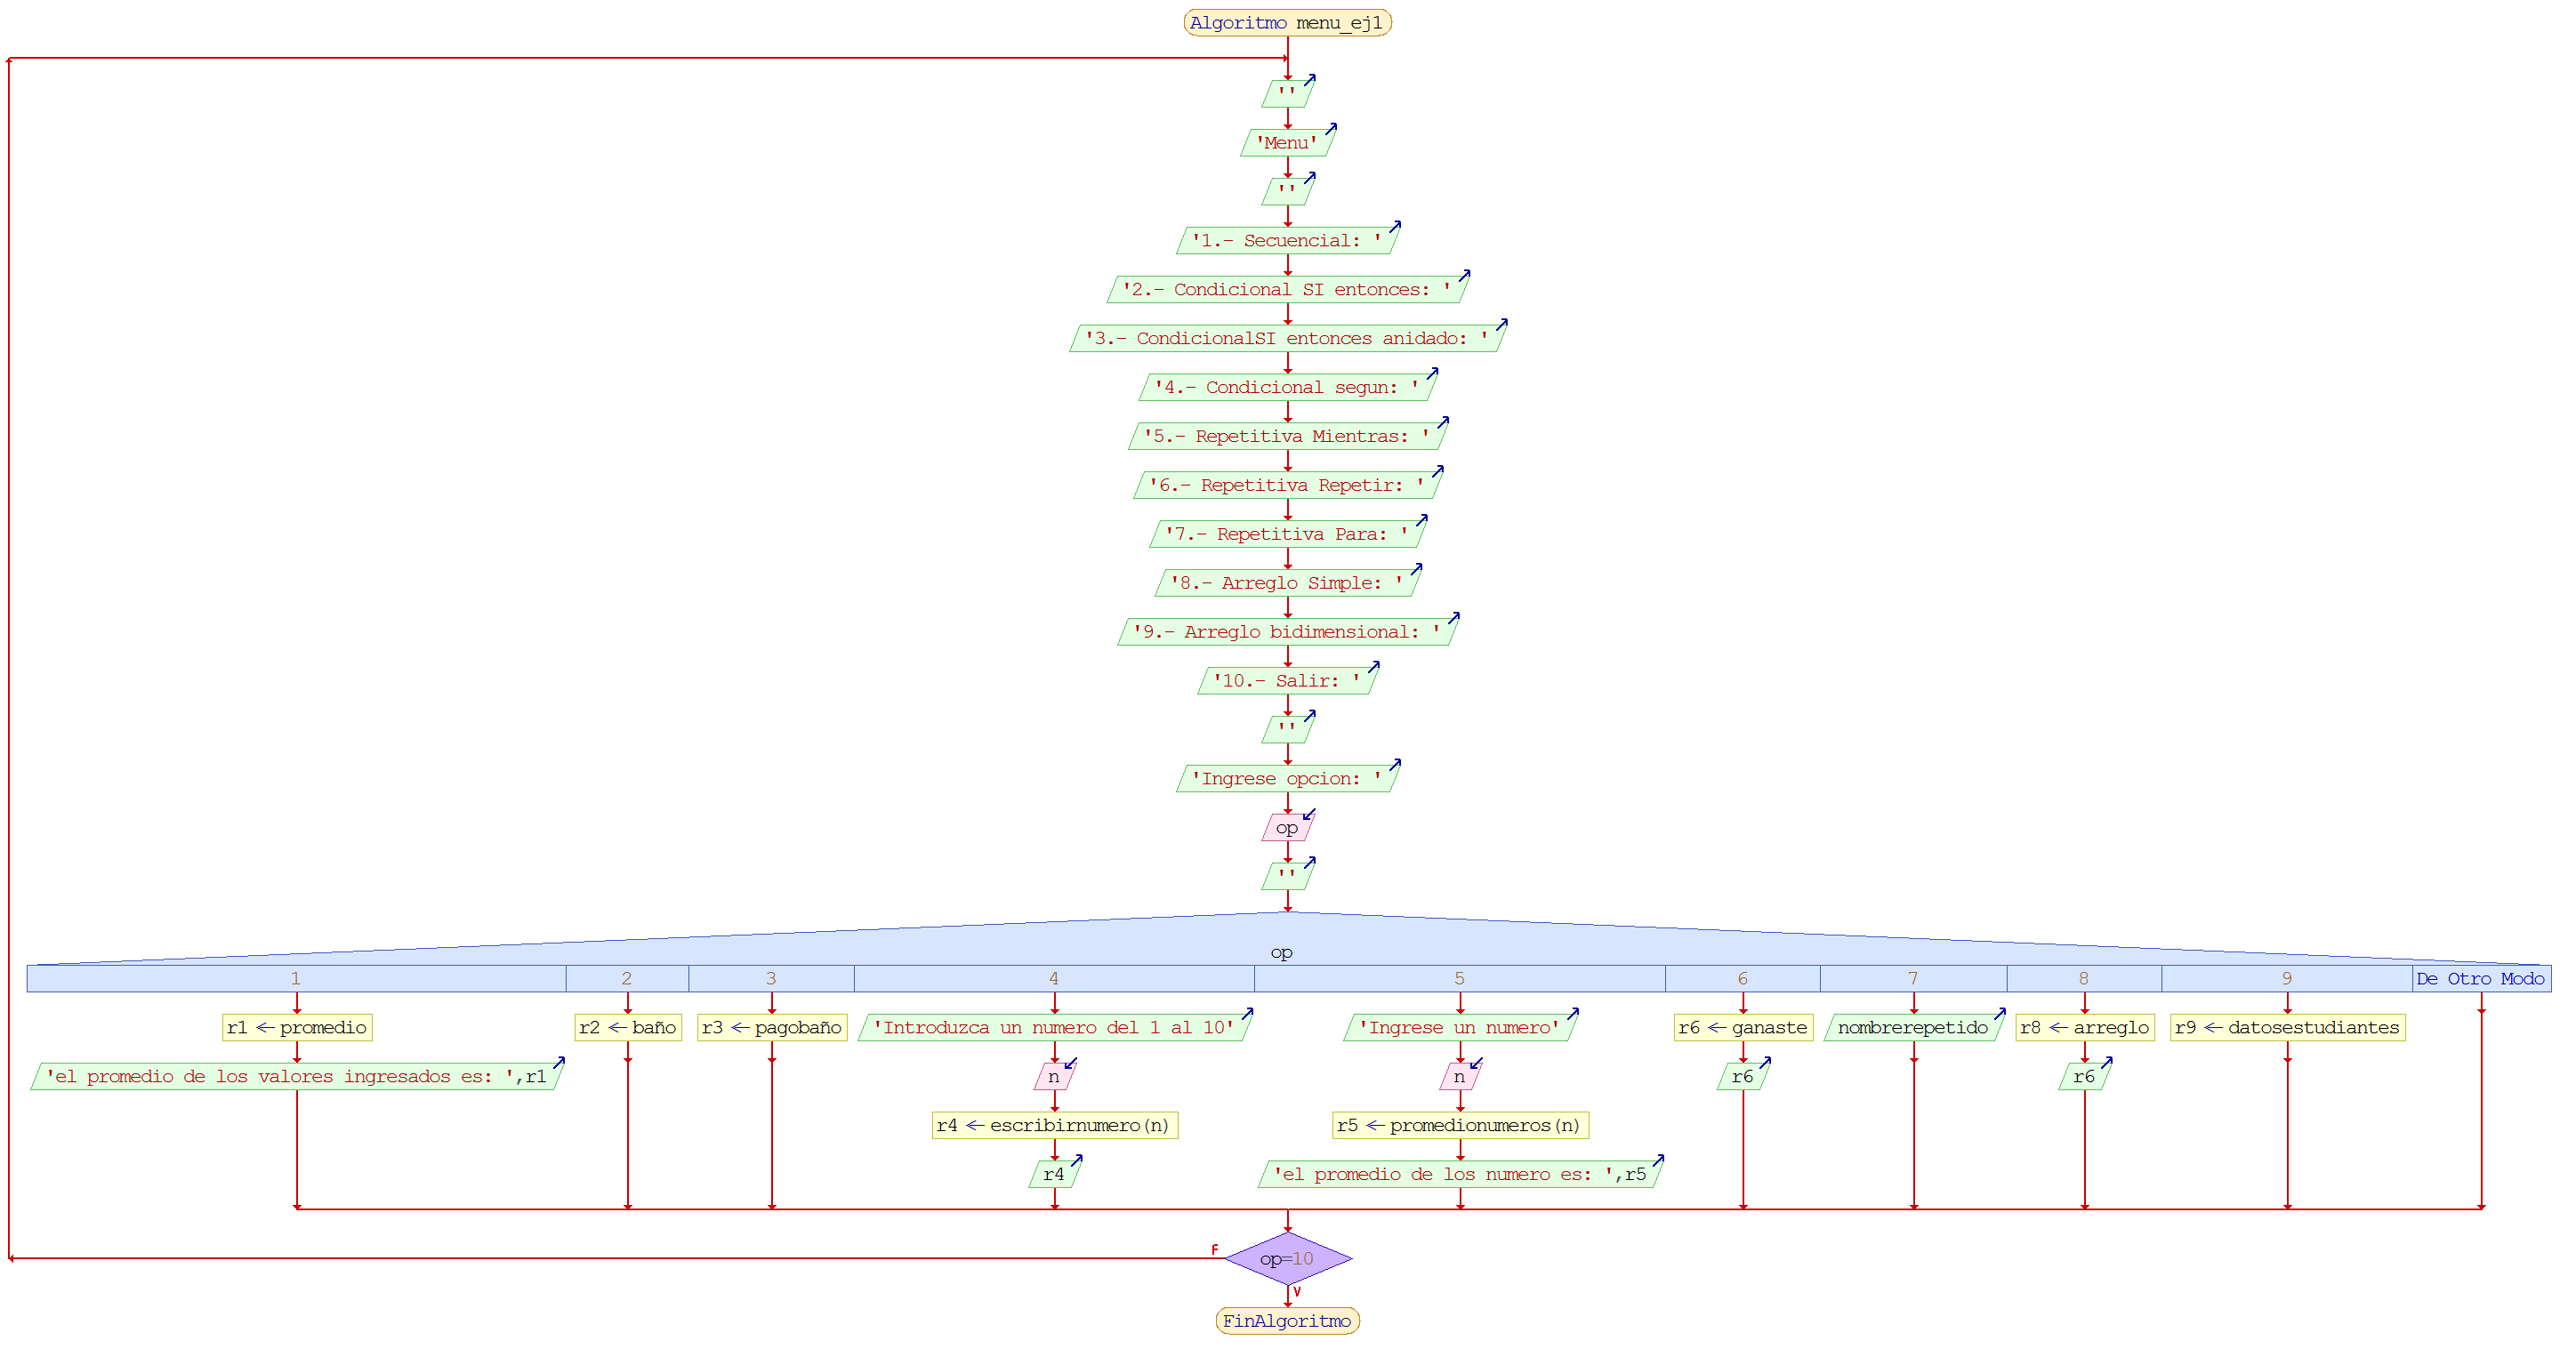 Algoritmo menu_ej1
''
'Menu'
''
'1.- Secuencial: '
'2.- Condicional SI entonces: '
'3.- CondicionalSI entonces anidado: '
'4.- Condicional segun: '
'5.- Repetitiva Mientras: '
'6.- Repetitiva Repetir: '
'7.- Repetitiva Para: '
'8.- Arreglo Simple: '
'9.- Arreglo bidimensional: '
'10.- Salir: '
''
'Ingrese opcion: '
op
''
op
1 2 3 4 5 6 7 8 9 De Otro Modo
r1 ← promedio
'el promedio de los valores ingresados es: ',r1
r2 ← baño
r3 ← pagobaño
'Introduzca un numero del 1 al 10'
n
r4 ← escribirnumero(n)
r4
'Ingrese un numero'
n
r5 ← promedionumeros(n)
'el promedio de los numero es: ',r5
r6 ← ganaste
r6
nombrerepetido
r8 ← arreglo
r6
r9 ← datosestudiantes
op=10
F
V
FinAlgoritmo